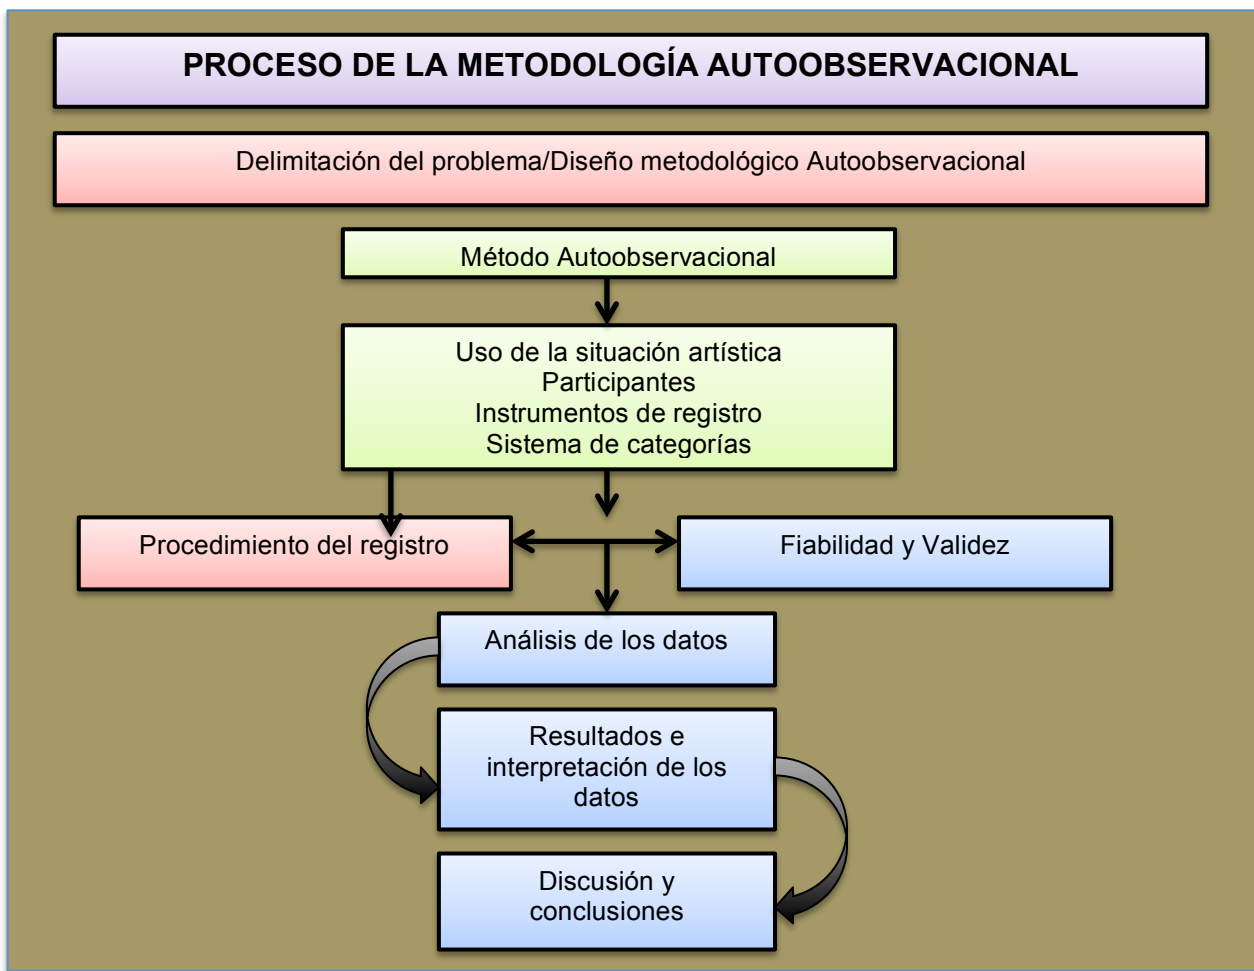 PROCESO DE LA METODOLOGÍA AUTOOBSERVACIONAL
Delimitación del problema/Diseño metodológico Autoobservacional
Método Autoobservacional
Uso de la situación artística
Participantes
Instrumentos de registro
Sistema de categorías
Procedimiento del registro
Fiabilidad y Validez
Análisis de los datos
Resultados e
interpretación de los
datos
Discusión y
conclusiones